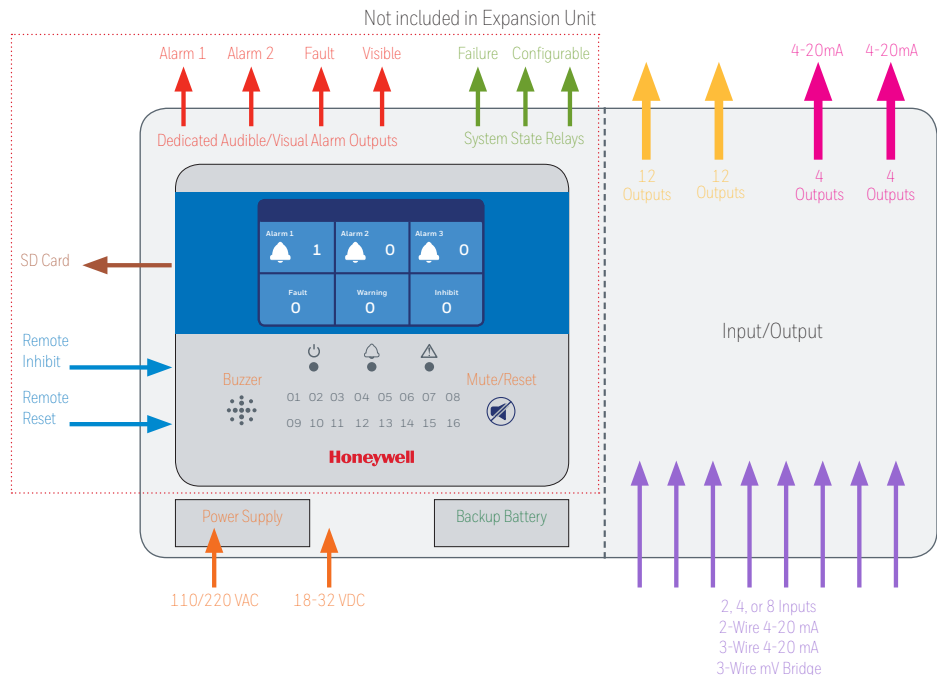 Not included in Expansion Unit
Alarm 1 Alarm 2 Fault Visible Failure Configurable 4-20mA 4-20mA
Dedicated Audible/Visual Alarm Outputs
System State Relays
12 Outputs
12 Outputs
4 Outputs
4 Outputs
Alarm 1
1
Alarm 2
0
Alarm 3
0
Fault
0
Warning
0
Inhibit
0
SD Card
Remote
Inhibit
Remote
Reset
Input/Output
Buzzer
Mute/Reset
01 02 03 04 05 06 07 08
09 10 11 12 13 14 15 16
Honeywell
Power Supply
Backup Battery
110/220 VAC
18-32 VDC
2, 4, or 8 Inputs
2-Wire 4-20 mA
3-Wire 4-20 mA
3-Wire mV Bridge